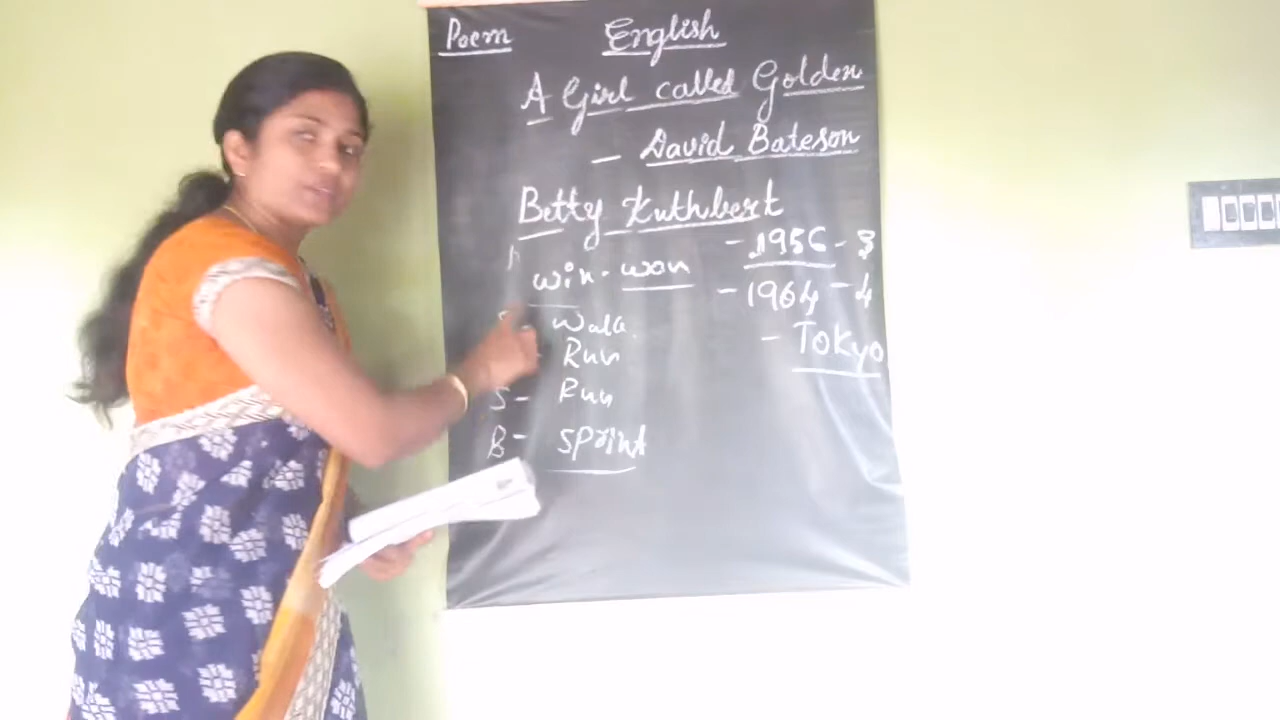 Poem English
A Girl called Golden
- David Bateson
Betty Kuthbert
win - won - 1956 - 3
- 1964 - 4
Walk
- Tokyo
Run
S - Run
B - Sprint